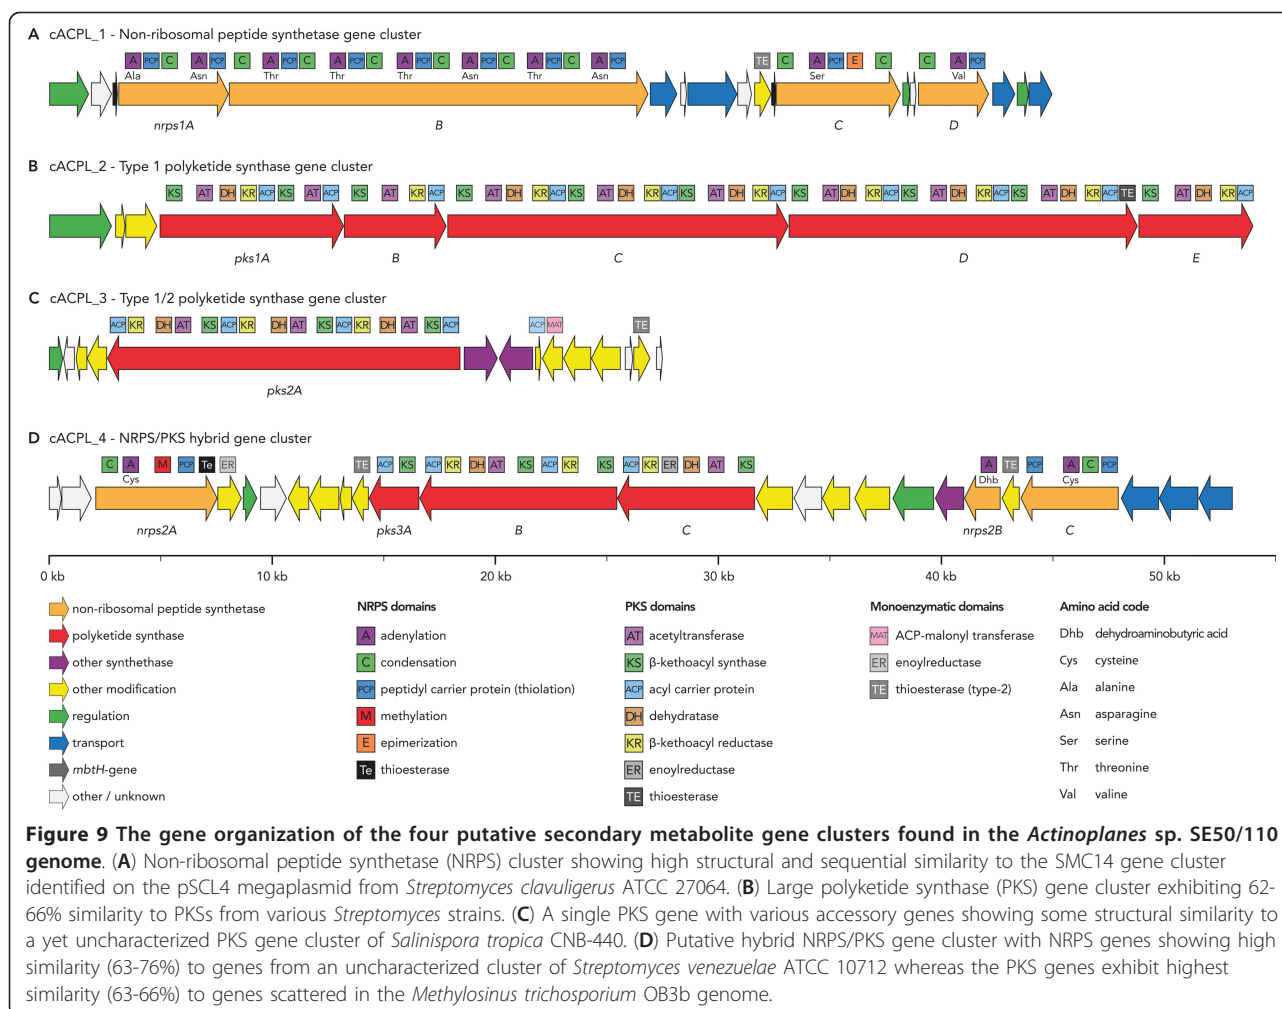 A cACPL_1 - Non-ribosomal peptide synthetase gene cluster
A PCP C A PCP C A PCP C A PCP C A PCP C A PCP C A PCP C A PCP TE C A PCP E C C A PCP
Ala Asn Thr Thr Thr Asn Thr Asn Ser Val
nrps1A B C D
B cACPL_2 - Type 1 polyketide synthase gene cluster
KS AT DH KR ACP KS AT ACP KS AT KR ACP KS AT DH KR ACP KS AT DH KR ACP KS AT DH KR ACP KS AT DH KR ACP KS AT DH KR ACP KS AT DH KR ACP TE KS AT DH KR ACP
pks1A B C D E
C cACPL_3 - Type 1/2 polyketide synthase gene cluster
ACP KR DH AT KS ACP KR DH AT KS ACP KR DH AT KS ACP ACP MAT TE
pks2A
D cACPL_4 - NRPS/PKS hybrid gene cluster
C A M PCP Te ER TE ACP KS ACP KR DH AT KS ACP KR KS ACP KR ER DH AT KS A TE PCP A C PCP
Cys Dhb Cys
nrps2A pks3A B C nrps2B C
0 kb 10 kb 20 kb 30 kb 40 kb 50 kb
non-ribosomal peptide synthetase
polyketide synthase
other synthethase
other modification
regulation
transport
mbtH-gene
other / unknown
NRPS domains
A adenylation
C condensation
PCP peptidyl carrier protein (thiolation)
M methylation
E epimerization
Te thioesterase
PKS domains
AT acetyltransferase
KS β-kethoacyl synthase
ACP acyl carrier protein
DH dehydratase
KR β-kethoacyl reductase
ER enoylreductase
TE thioesterase
Monoenzymatic domains
MAT ACP-malonyl transferase
ER enoylreductase
TE thioesterase (type-2)
Amino acid code
Dhb dehydroaminobutyric acid
Cys cysteine
Ala alanine
Asn asparagine
Ser serine
Thr threonine
Val valine
Figure 9 The gene organization of the four putative secondary metabolite gene clusters found in the Actinoplanes sp. SE50/110
genome. (A) Non-ribosomal peptide synthetase (NRPS) cluster showing high structural and sequential similarity to the SMC14 gene cluster
identified on the pSCL4 megaplasmid from Streptomyces clavuligerus ATCC 27064. (B) Large polyketide synthase (PKS) gene cluster exhibiting 62-
66% similarity to PKSs from various Streptomyces strains. (C) A single PKS gene with various accessory genes showing some structural similarity to
a yet uncharacterized PKS gene cluster of Salinispora tropica CNB-440. (D) Putative hybrid NRPS/PKS gene cluster with NRPS genes showing high
similarity (63-76%) to genes from an uncharacterized cluster of Streptomyces venezuelae ATCC 10712 whereas the PKS genes exhibit highest
similarity (63-66%) to genes scattered in the Methylosinus trichosporium OB3b genome.